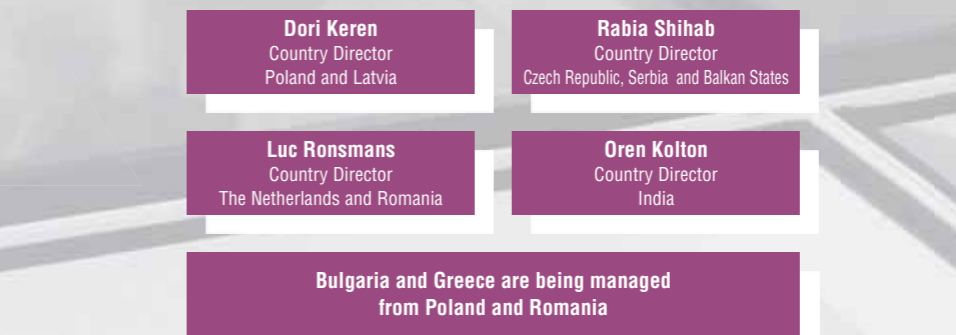 Dori Keren
Country Director
Poland and Latvia
Rabia Shihab
Country Director
Czech Republic, Serbia and Balkan States
Luc Ronsmans
Country Director
The Netherlands and Romania
Oren Kolton
Country Director
India
Bulgaria and Greece are being managed
from Poland and Romania